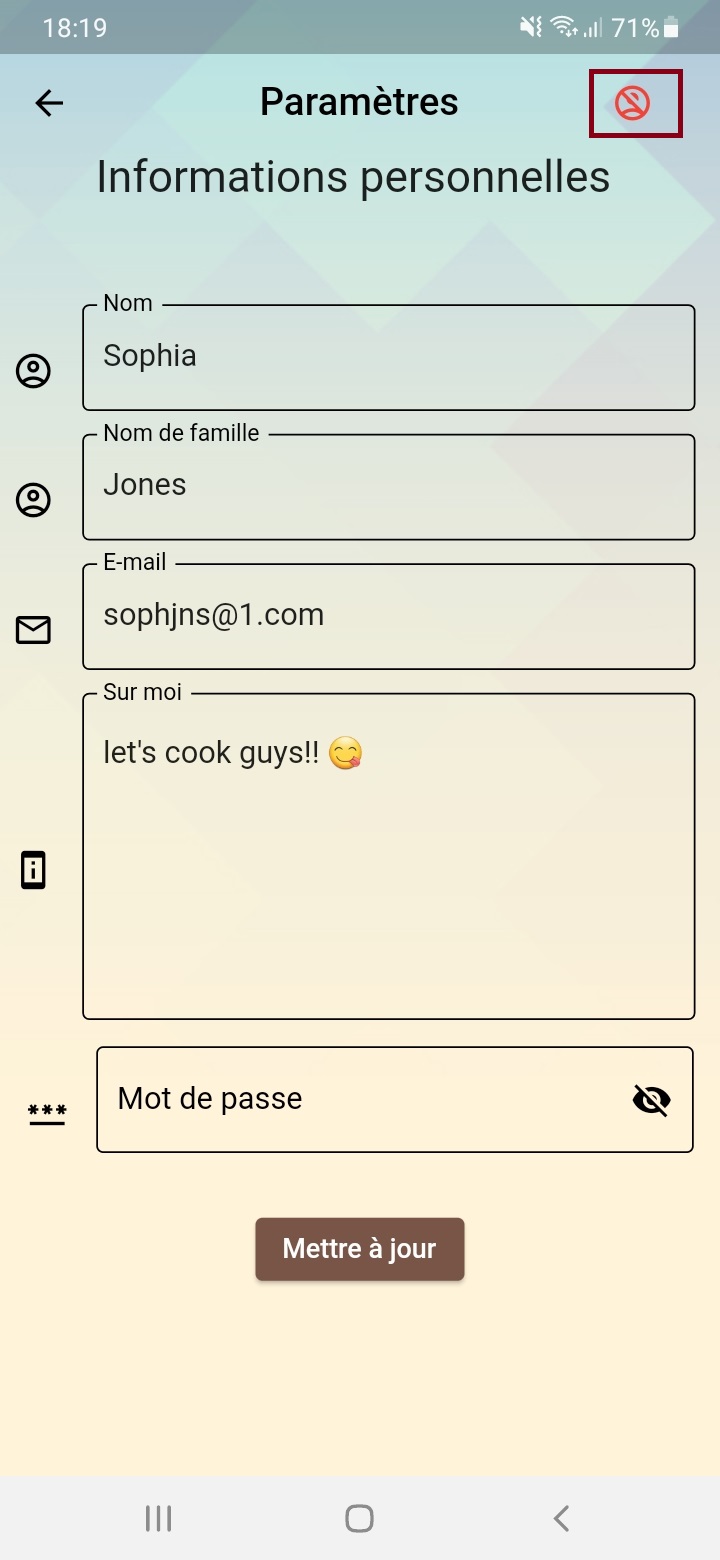 18:19
71%
Paramètres
Informations personnelles
Nom
Sophia
Nom de famille
Jones
E-mail
sophjns@1.com
Sur moi
let's cook guys!! 😋
Mot de passe
Mettre à jour